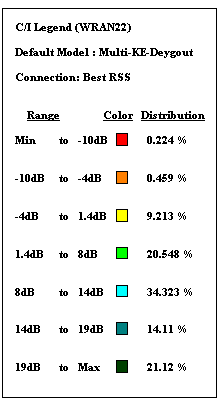 C/I Legend (WRAN22)
Default Model : Multi-KE-Deygout
Connection: Best RSS
Range Color Distribution
Min to -10dB 0.224 %
-10dB to -4dB 0.459 %
-4dB to 1.4dB 9.213 %
1.4dB to 8dB 20.548 %
8dB to 14dB 34.323 %
14dB to 19dB 14.11 %
19dB to Max 21.12 %